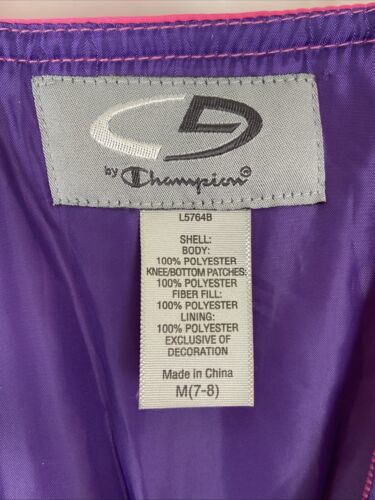 C9
by Champion©
L5764B
SHELL:
BODY:
100% POLYESTER
KNEE/BOTTOM PATCHES:
100% POLYESTER
FIBER FILL:
100% POLYESTER
LINING:
100% POLYESTER
EXCLUSIVE OF
DECORATION
Made in China
M(7-8)